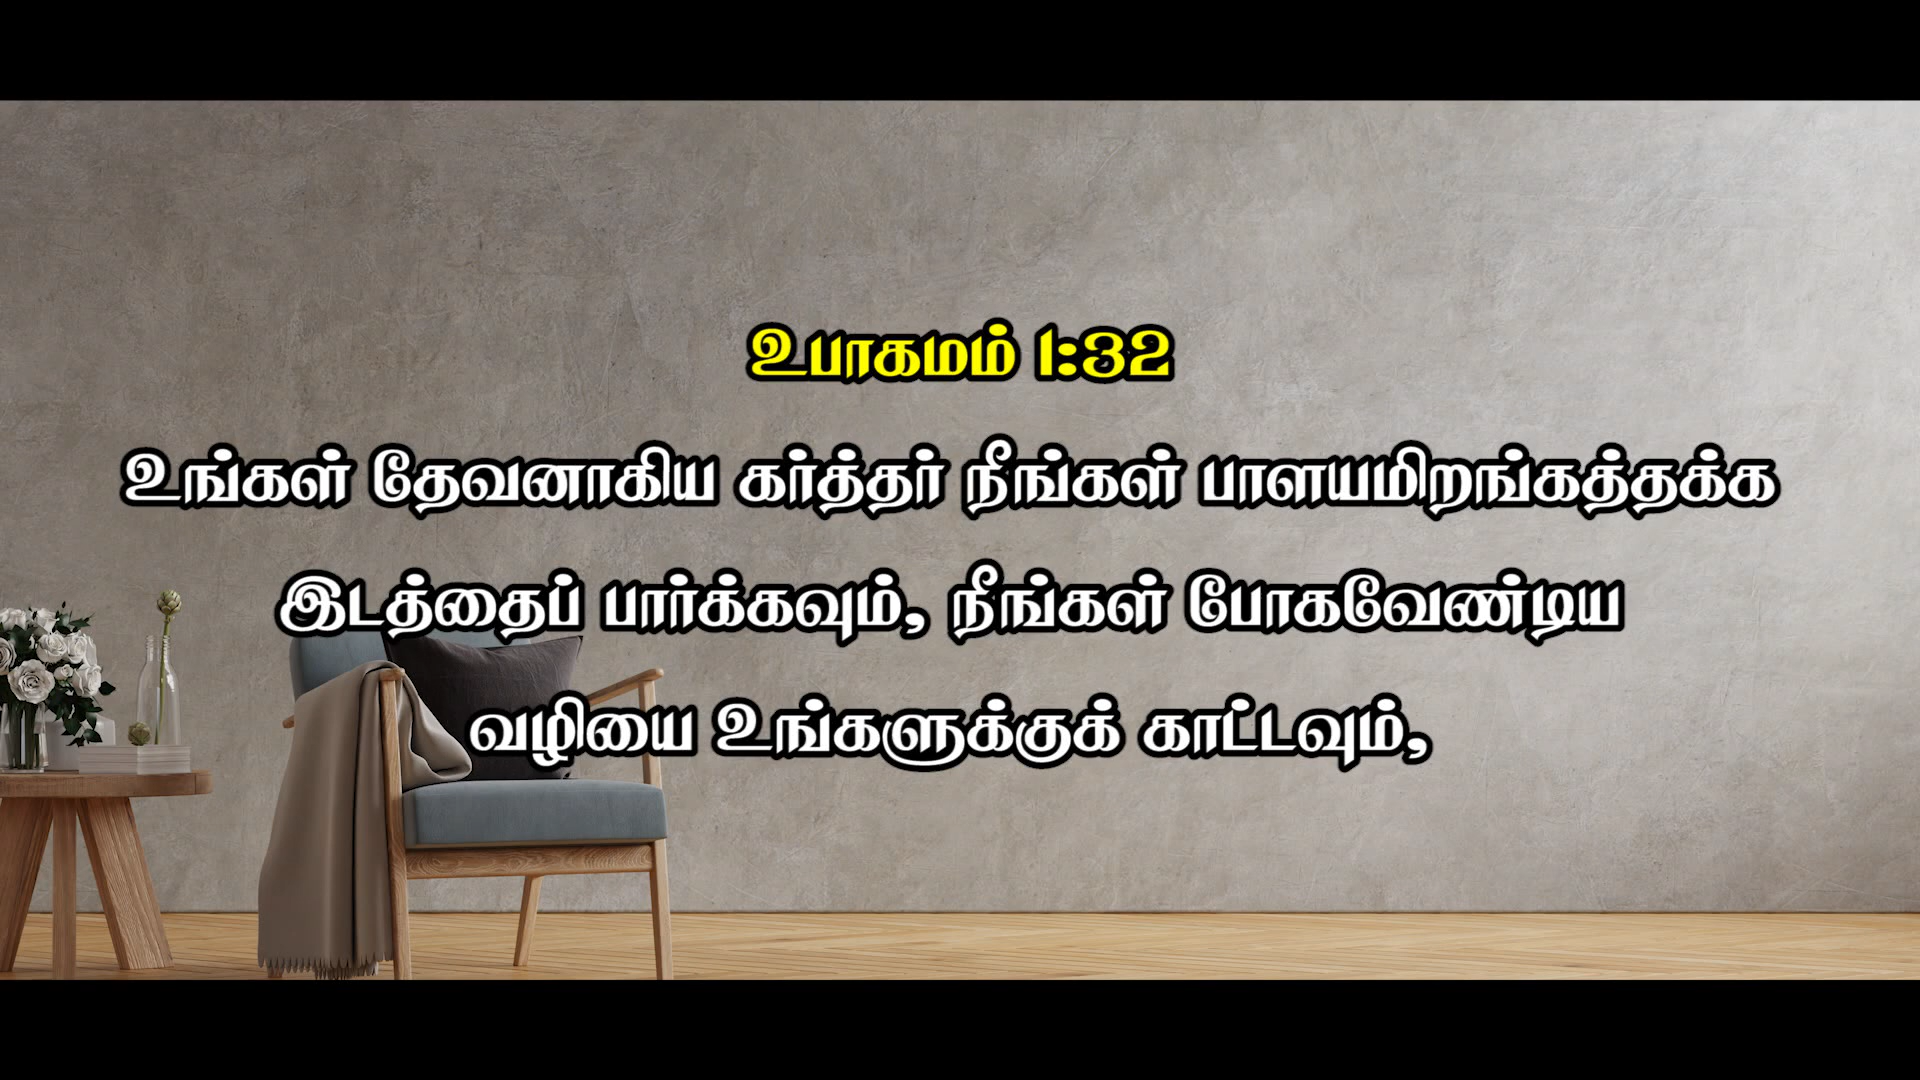 உபாகமம் 1:32
உங்கள் தேவனாகிய கர்த்தர் நீங்கள் பாளயமிறங்கத்தக்க
இடத்தைப் பார்க்கவும், நீங்கள் போகவேண்டிய
வழியை உங்களுக்குக் காட்டவும்,